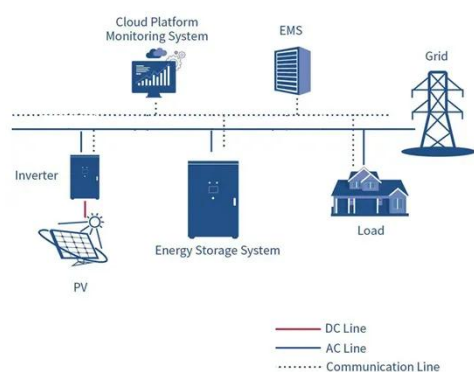 Cloud Platform
Monitoring System
EMS
Grid
Inverter
Energy Storage System
Load
PV
DC Line
AC Line
Communication Line